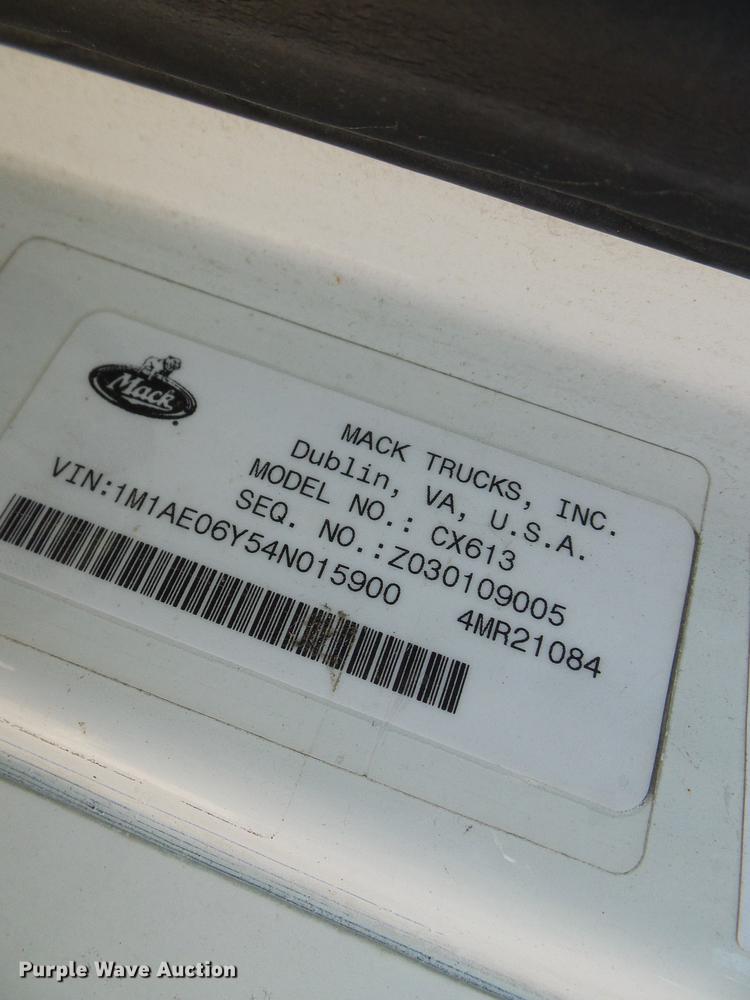 Mack
MACK TRUCKS, INC.
Dublin, VA, U.S.A.
MODEL NO.: CX613
SEQ. NO.:Z030109005
VIN:1M1AE06Y54N015900 4MR21084
Purple Wave Auction